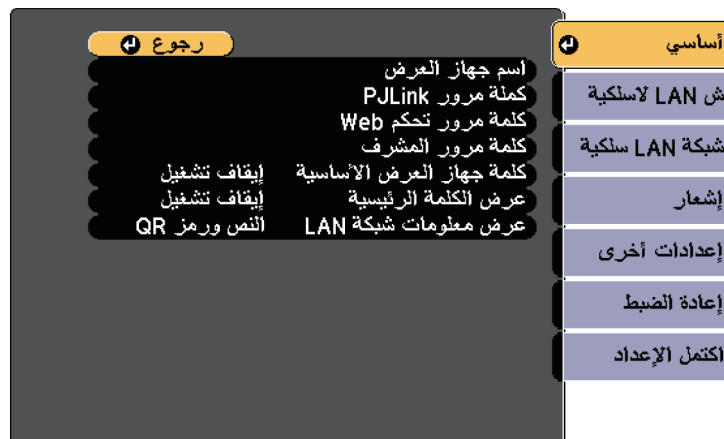 أساسي
ش LAN لاسلكية
شبكة LAN سلكية
إشعار
إعدادات أخرى
إعادة الضبط
اكتمل الإعداد
رجوع
اسم جهاز العرض
كملة مرور PJLink
كلمة مرور تحكم Web
كلمة مرور المشرف
كلمة جهاز العرض الأساسية إيقاف تشغيل
عرض الكلمة الرئيسية إيقاف تشغيل
عرض معلومات شبكة LAN النص ورمز QR